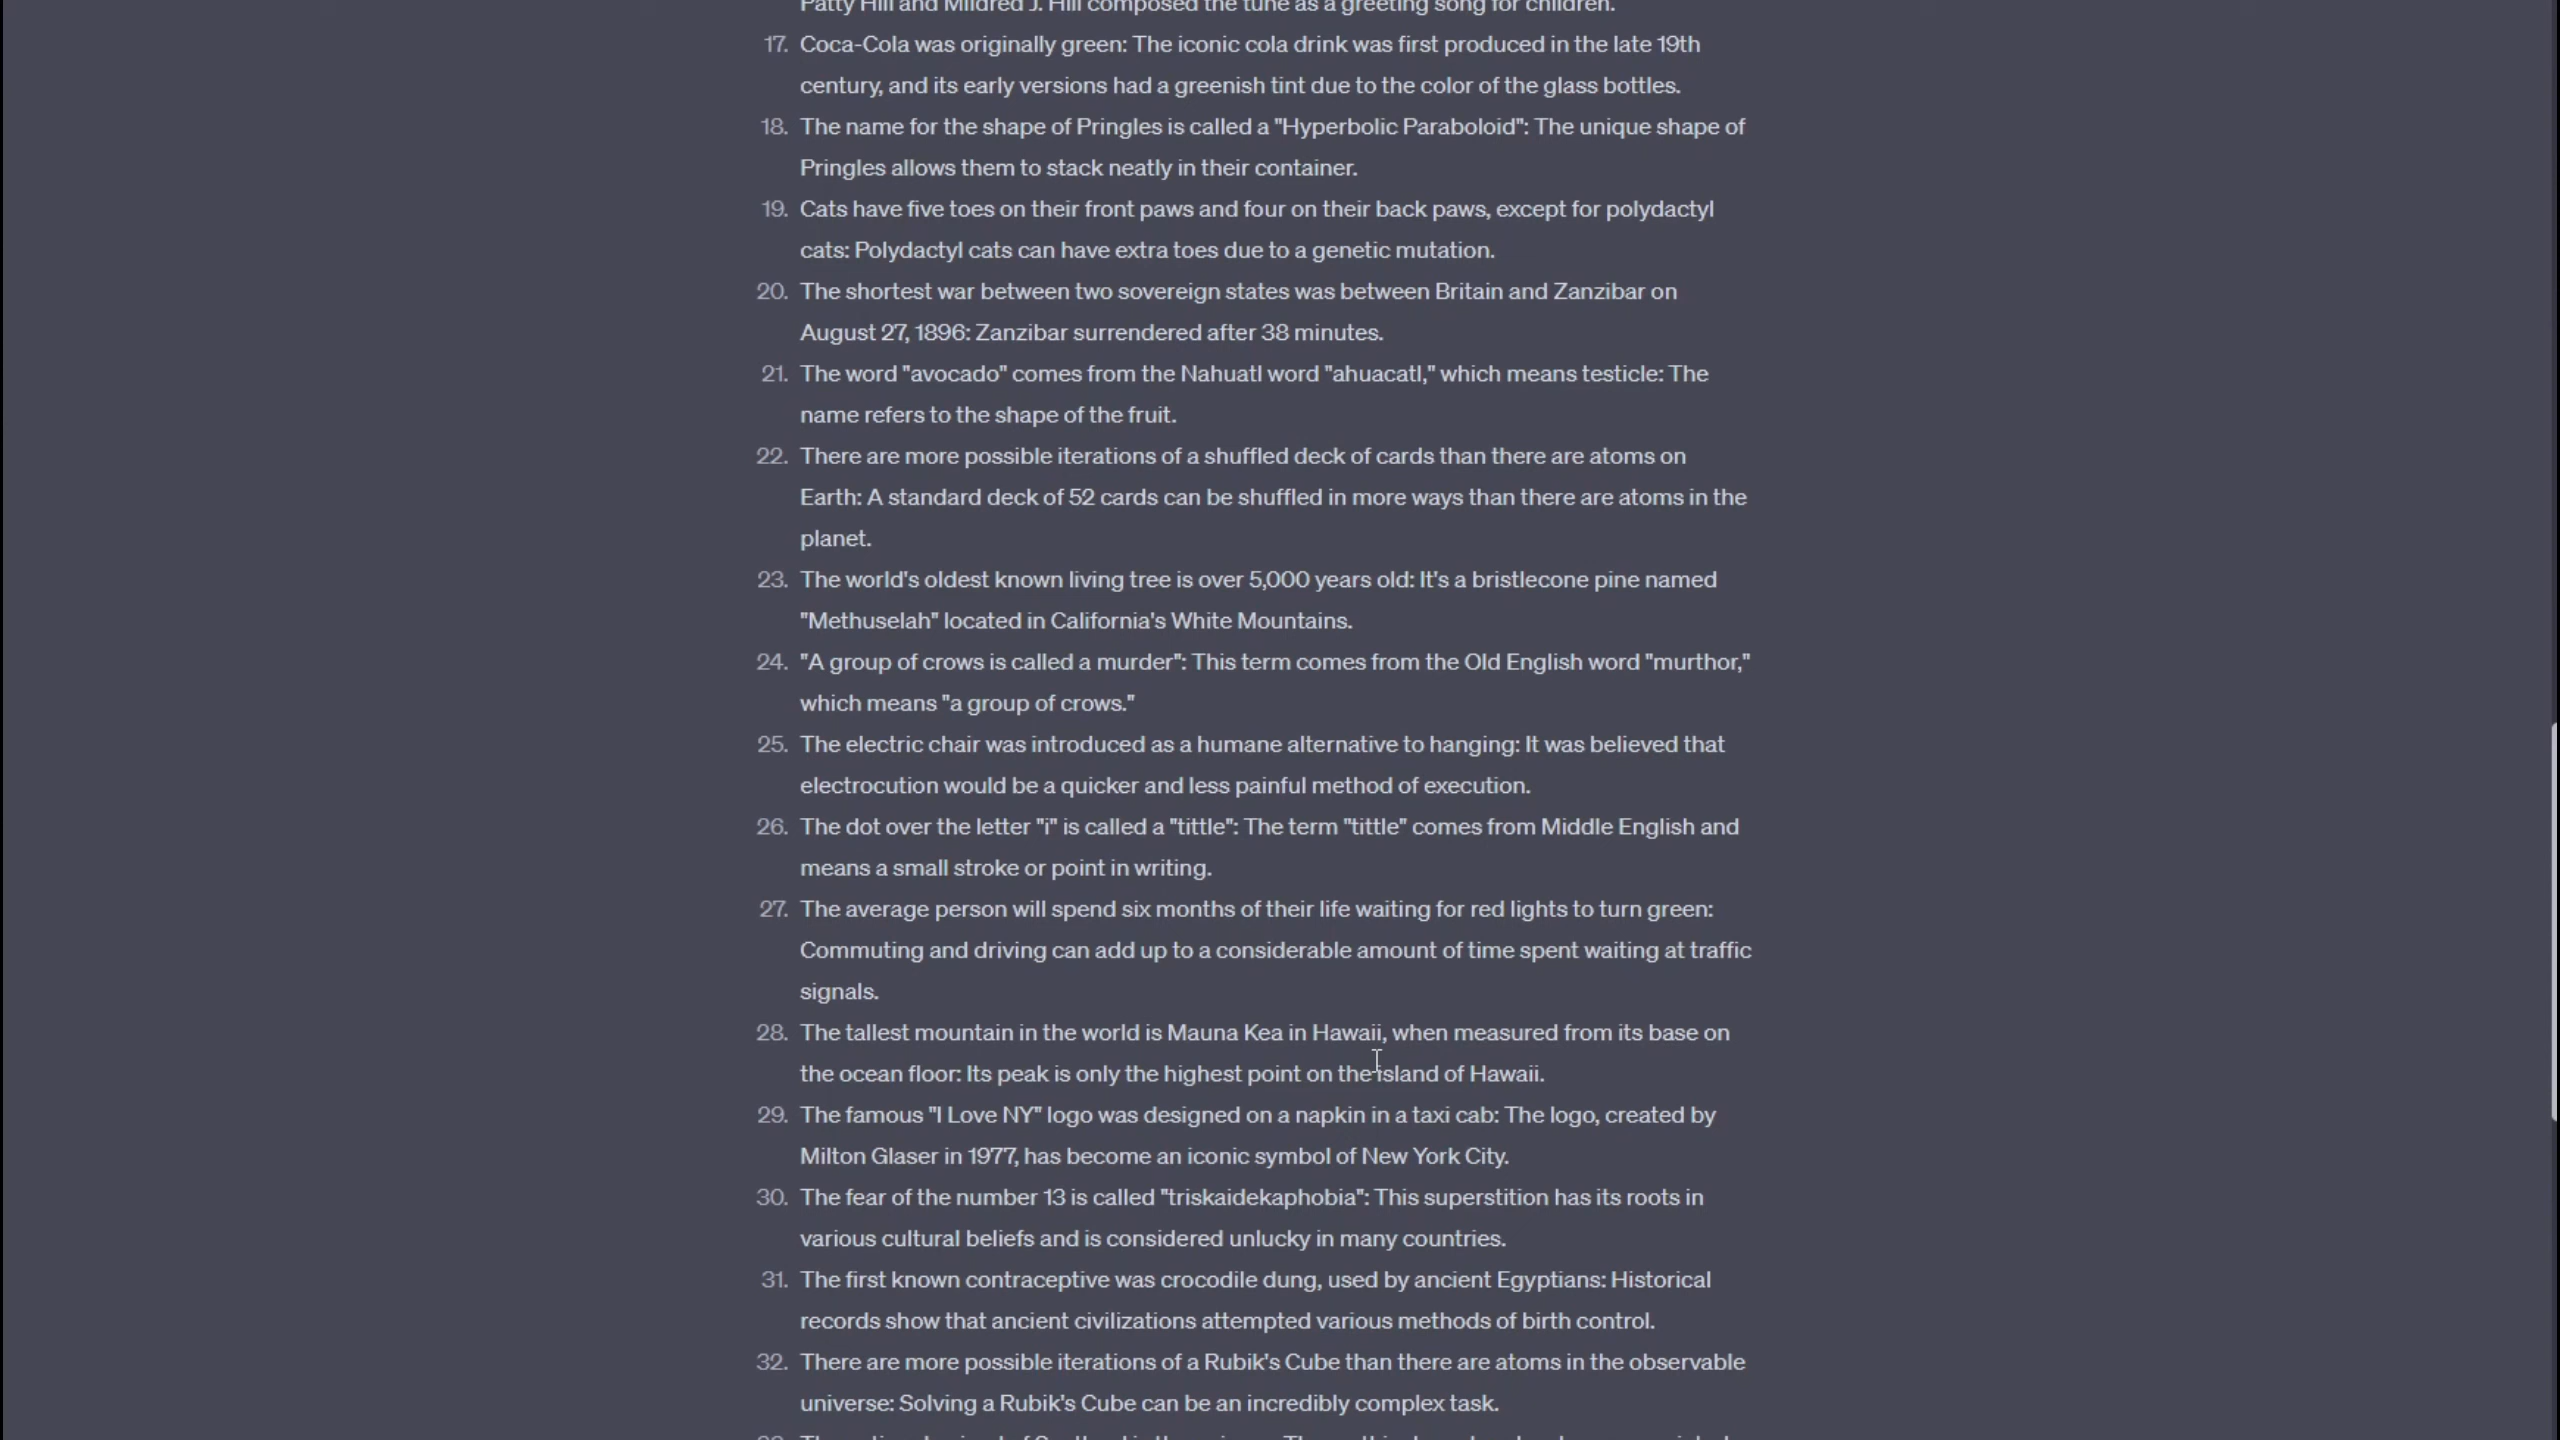 Patty Hill and Mildred J. Hill composed the tune as a greeting song for children.
17. Coca-Cola was originally green: The iconic cola drink was first produced in the late 19th
century, and its early versions had a greenish tint due to the color of the glass bottles.
18. The name for the shape of Pringles is called a "Hyperbolic Paraboloid": The unique shape of
Pringles allows them to stack neatly in their container.
19. Cats have five toes on their front paws and four on their back paws, except for polydactyl
cats: Polydactyl cats can have extra toes due to a genetic mutation.
20. The shortest war between two sovereign states was between Britain and Zanzibar on
August 27, 1896: Zanzibar surrendered after 38 minutes.
21. The word "avocado" comes from the Nahuatl word "ahuacatl," which means testicle: The
name refers to the shape of the fruit.
22. There are more possible iterations of a shuffled deck of cards than there are atoms on
Earth: A standard deck of 52 cards can be shuffled in more ways than there are atoms in the
planet.
23. The world's oldest known living tree is over 5,000 years old: It's a bristlecone pine named
"Methuselah" located in California's White Mountains.
24. "A group of crows is called a murder": This term comes from the Old English word "murthor,"
which means "a group of crows."
25. The electric chair was introduced as a humane alternative to hanging: It was believed that
electrocution would be a quicker and less painful method of execution.
26. The dot over the letter "i" is called a "tittle": The term "tittle" comes from Middle English and
means a small stroke or point in writing.
27. The average person will spend six months of their life waiting for red lights to turn green:
Commuting and driving can add up to a considerable amount of time spent waiting at traffic
signals.
28. The tallest mountain in the world is Mauna Kea in Hawaii, when measured from its base on
the ocean floor: Its peak is only the highest point on the island of Hawaii.
29. The famous "I Love NY" logo was designed on a napkin in a taxi cab: The logo, created by
Milton Glaser in 1977, has become an iconic symbol of New York City.
30. The fear of the number 13 is called "triskaidekaphobia": This superstition has its roots in
various cultural beliefs and is considered unlucky in many countries.
31. The first known contraceptive was crocodile dung, used by ancient Egyptians: Historical
records show that ancient civilizations attempted various methods of birth control.
32. There are more possible iterations of a Rubik's Cube than there are atoms in the observable
universe: Solving a Rubik's Cube can be an incredibly complex task.